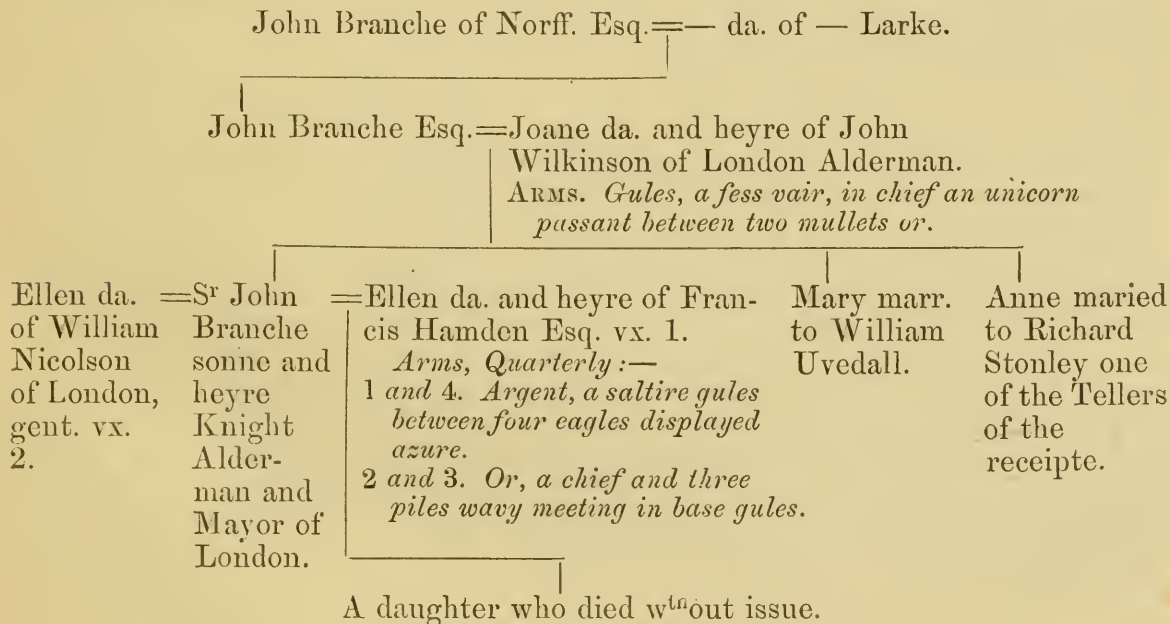 John Branche of Norff. Esq.=— da. of — Larke.
John Branche Esq.=Joane da. and heyre of John
Wilkinson of London Alderman.
ARMS. Gules, a fess vair, in chief an unicorn
passant between two mullets or.
Ellen da.
of William
Nicolson
of London,
gent. vx.
2.
=Sʳ John
Branche
sonne and
heyre
Knight
Alder-
man and
Mayor of
London.
=Ellen da. and heyre of Fran-
cis Hamden Esq. vx. 1.
Arms, Quarterly :—
1 and 4. Argent, a saltire gules
between four eagles displayed
azure.
2 and 3. Or, a chief and three
piles wavy meeting in base gules.
Mary marr.
to William
Uvedall.
Anne maried
to Richard
Stonley one
of the Tellers
of the
receipte.
A daughter who died wᵗʰout issue.